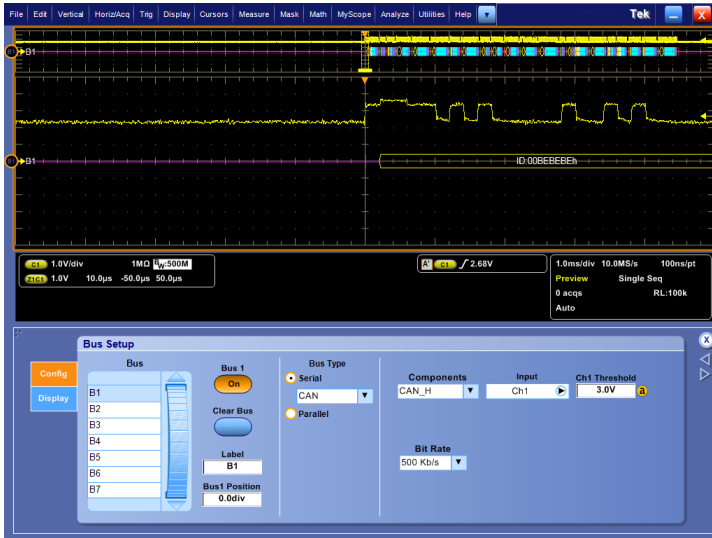 File Edit Vertical Horiz/Acq Trig Display Cursors Measure Mask Math MyScope Analyze Utilities Help Tek X
B1 B1
B1 B1 ID:00BEBEBEh
C1 1.0V/div 1MΩ BW:500M
Z1C1 1.0V 10.0µs -50.0µs 50.0µs
A' C1 2.68V
1.0ms/div 10.0MS/s 100ns/pt
Preview Single Seq
0 acqs RL:100k
Auto
Bus Setup X
Config
Display
Bus
B1
B2
B3
B4
B5
B6
B7
Bus 1
On
Clear Bus
Label
B1
Bus1 Position
0.0div
Bus Type
Serial
CAN
Parallel
Components Input Ch1 Threshold
CAN_H Ch1 3.0V a
Bit Rate
500 Kb/s